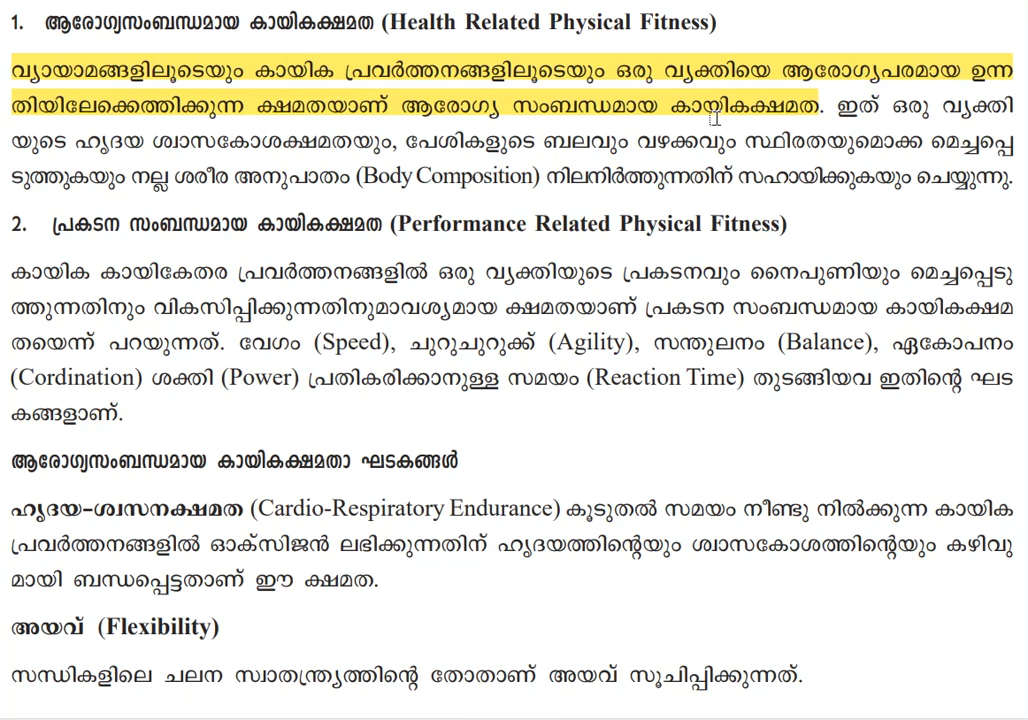 1. ആരോഗ്യസംബന്ധമായ കായികക്ഷമത (Health Related Physical Fitness)
വ്യായാമങ്ങളിലൂടെയും കായിക പ്രവർത്തനങ്ങളിലൂടെയും ഒരു വ്യക്തിയെ ആരോഗ്യപരമായ ഉന്ന
തിയിലേക്കെത്തിക്കുന്ന ക്ഷമതയാണ് ആരോഗ്യ സംബന്ധമായ കായികക്ഷമത. ഇത് ഒരു വ്യക്തി
യുടെ ഹൃദയ ശ്വാസകോശക്ഷമതയും, പേശികളുടെ ബലവും വഴക്കവും സ്ഥിരതയുമൊക്ക മെച്ചപ്പെ
ടുത്തുകയും നല്ല ശരീര അനുപാതം (Body Composition) നിലനിർത്തുന്നതിന് സഹായിക്കുകയും ചെയ്യുന്നു.
2. പ്രകടന സംബന്ധമായ കായികക്ഷമത (Performance Related Physical Fitness)
കായിക കായികേതര പ്രവർത്തനങ്ങളിൽ ഒരു വ്യക്തിയുടെ പ്രകടനവും നൈപുണിയും മെച്ചപ്പെടു
ത്തുന്നതിനും വികസിപ്പിക്കുന്നതിനുമാവശ്യമായ ക്ഷമതയാണ് പ്രകടന സംബന്ധമായ കായികക്ഷമ
തയെന്ന് പറയുന്നത്. വേഗം (Speed), ചുറുചുറുക്ക് (Agility), സന്തുലനം (Balance), ഏകോപനം
(Cordination) ശക്തി (Power) പ്രതികരിക്കാനുള്ള സമയം (Reaction Time) തുടങ്ങിയവ ഇതിന്റെ ഘട
കങ്ങളാണ്.
ആരോഗ്യസംബന്ധമായ കായികക്ഷമതാ ഘടകങ്ങൾ
ഹൃദയ-ശ്വസനക്ഷമത (Cardio-Respiratory Endurance) കൂടുതൽ സമയം നീണ്ടു നിൽക്കുന്ന കായിക
പ്രവർത്തനങ്ങളിൽ ഓക്സിജൻ ലഭിക്കുന്നതിന് ഹൃദയത്തിന്റെയും ശ്വാസകോശത്തിന്റെയും കഴിവു
മായി ബന്ധപ്പെട്ടതാണ് ഈ ക്ഷമത.
അയവ് (Flexibility)
സന്ധികളിലെ ചലന സ്വാതന്ത്ര്യത്തിന്റെ തോതാണ് അയവ് സൂചിപ്പിക്കുന്നത്.